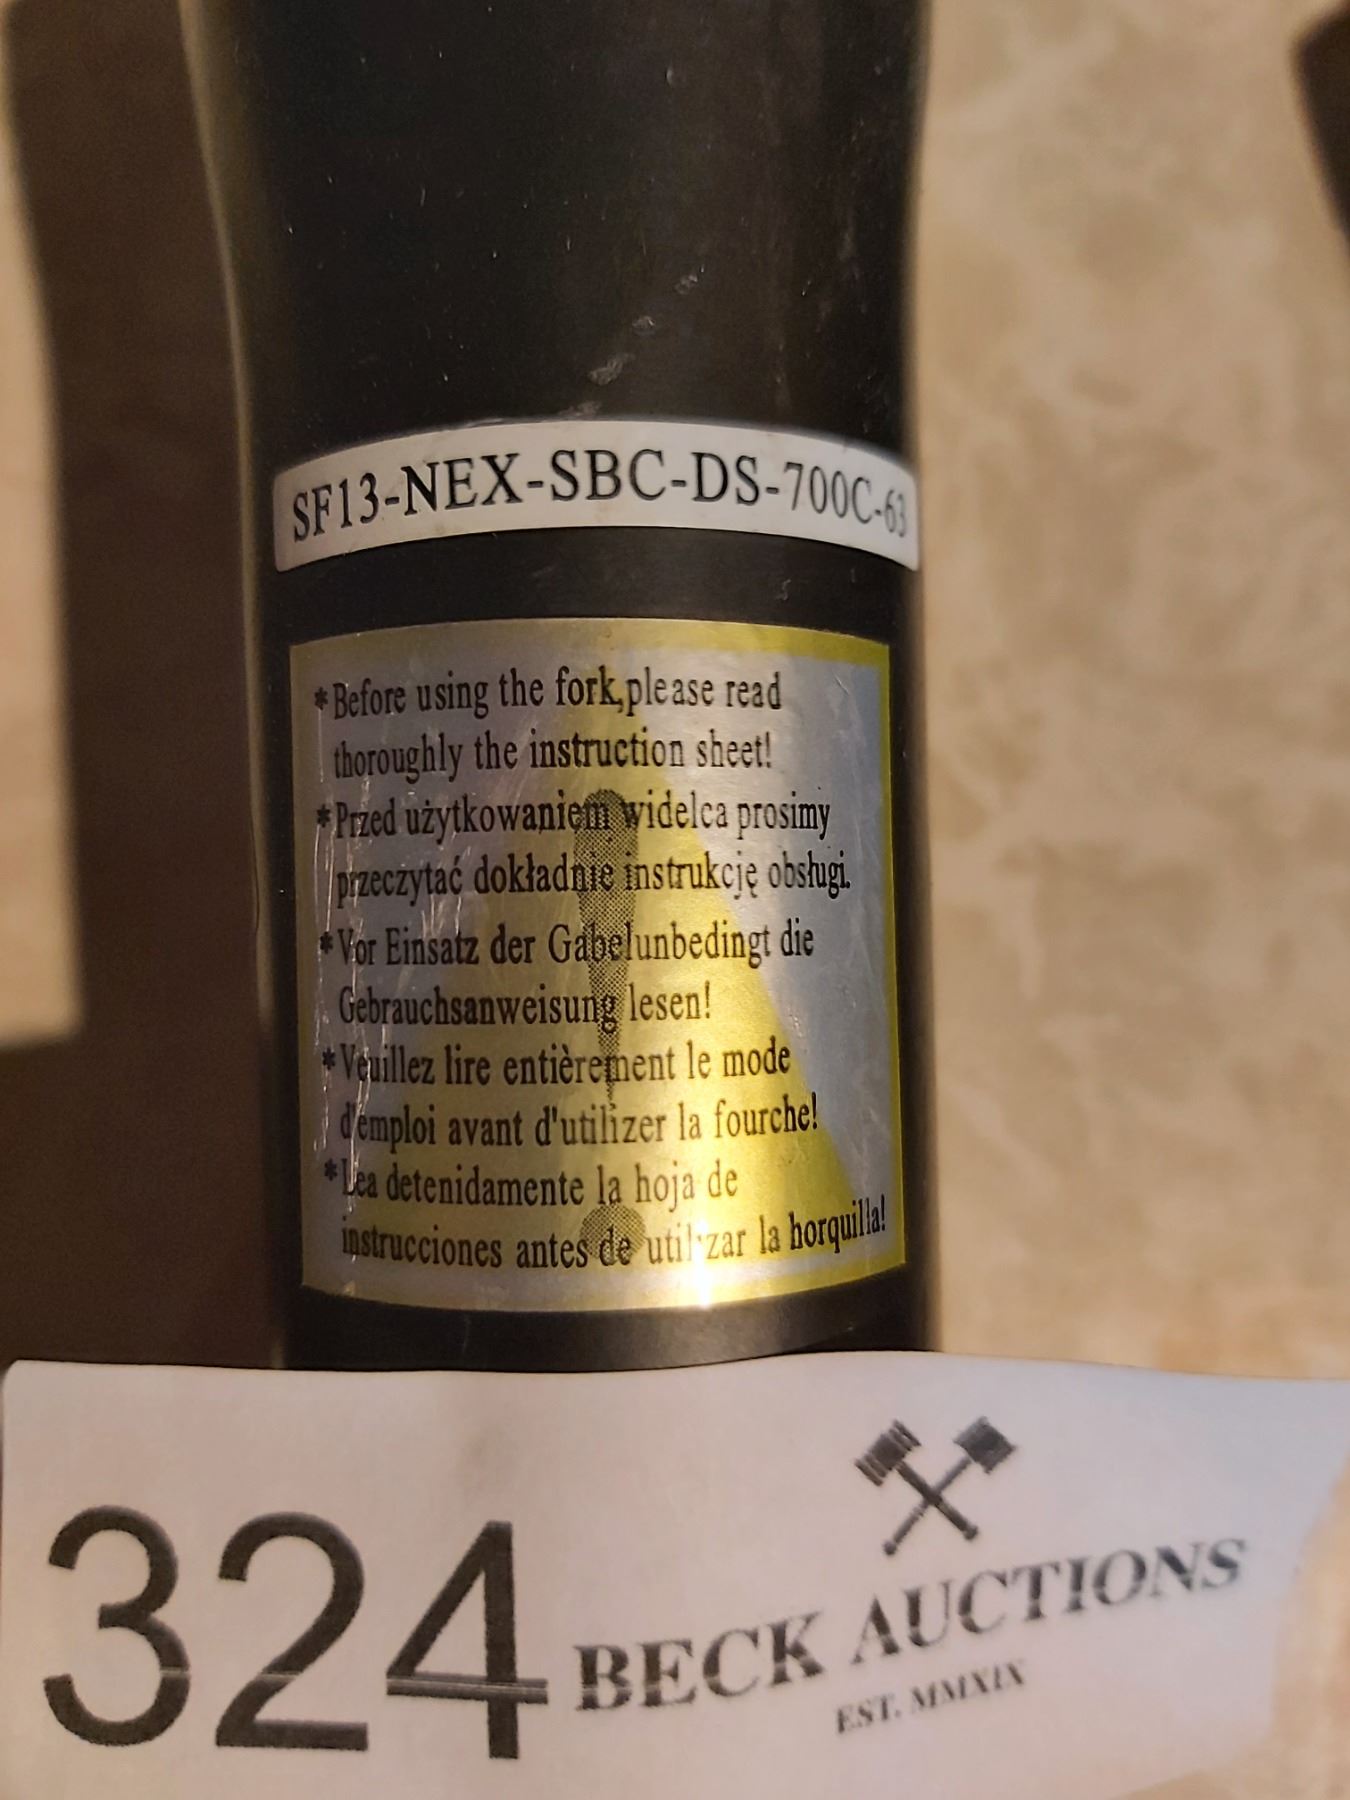 SF13-NEX-SBC-DS-700C-63
*Before using the fork,please read
thoroughly the instruction sheet!
*Przed użytkowaniem widelca prosimy
przeczytać dokładnie instrukcję obsługi.
*Vor Einsatz der Gabelunbedingt die
Gebrauchsanweisung lesen!
*Veuillez lire entièrement le mode
d'emploi avant d'utilizer la fourche!
*Lea detenidamente la hoja de
instrucciones antes de utilizar la horquilla!
324
BECK AUCTIONS
EST. MMXIX